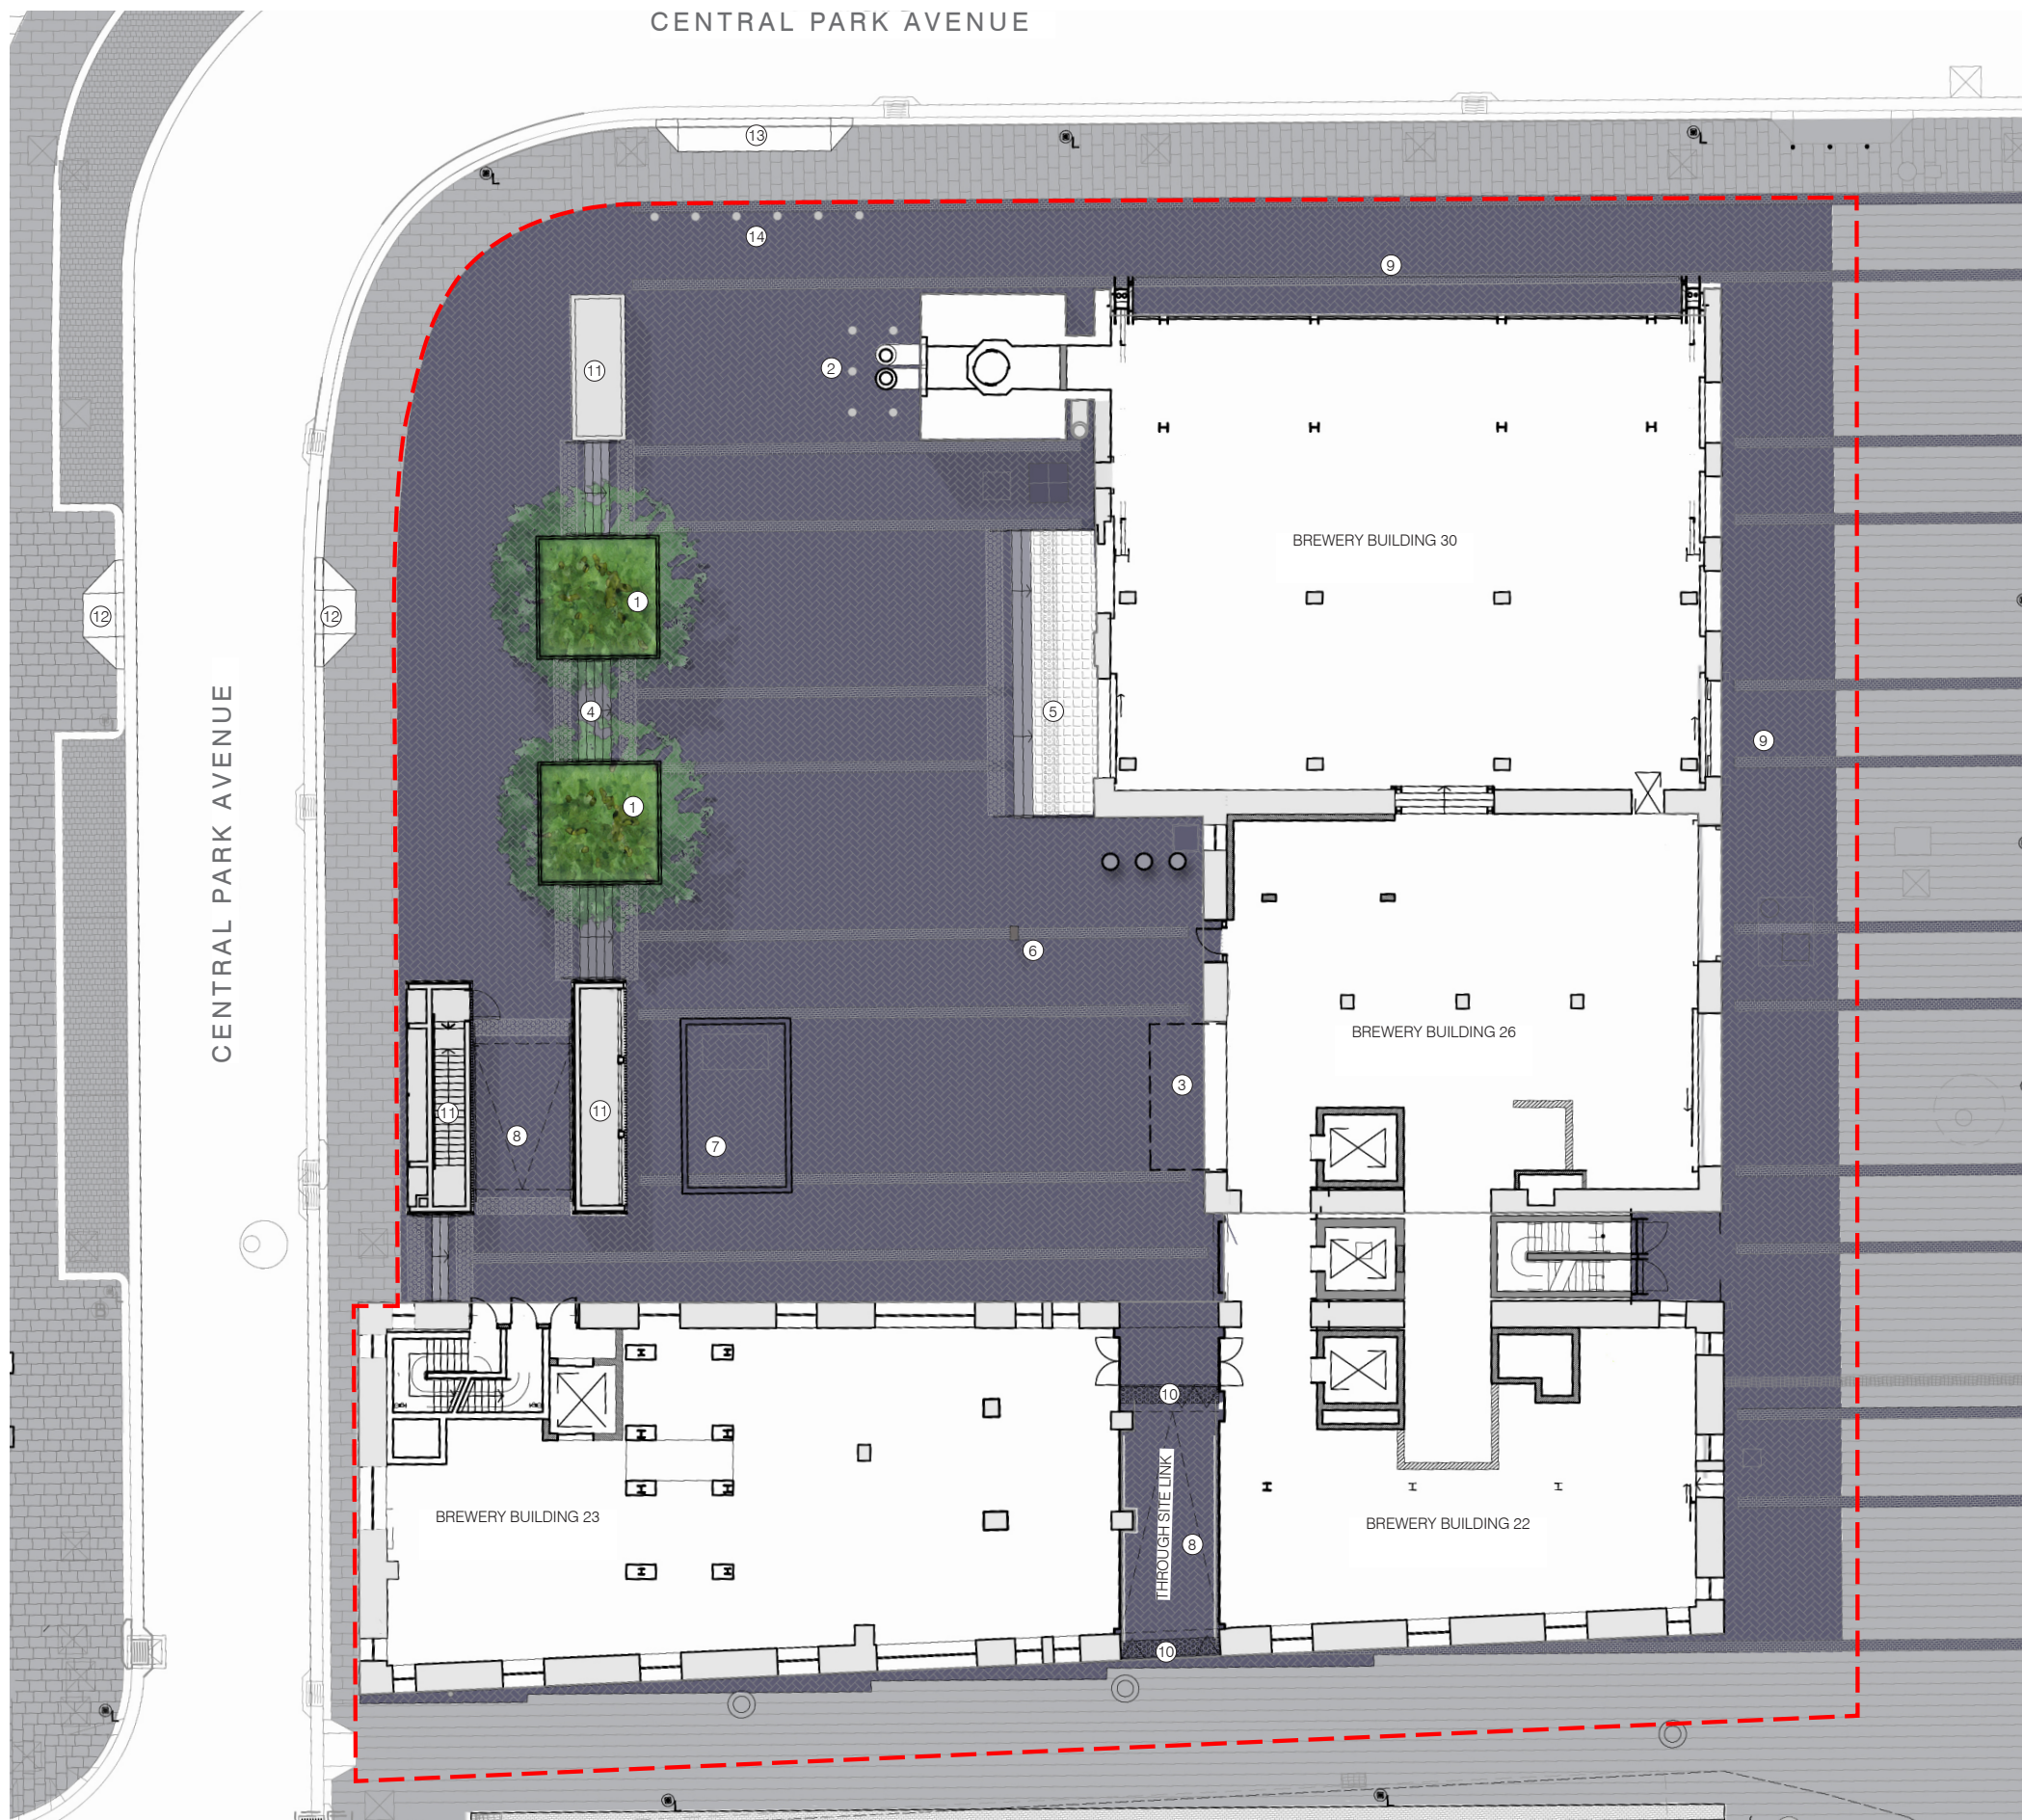 CENTRAL PARK AVENUE
13
L
L
L
14
9
2
11
BREWERY BUILDING 30
1
12
12
4
5
9
1
CENTRAL PARK AVENUE
6
BREWERY BUILDING 26
3
11
11
8
7
10
THROUGH SITE LINK
BREWERY BUILDING 23
BREWERY BUILDING 22
8
10
L
L
L